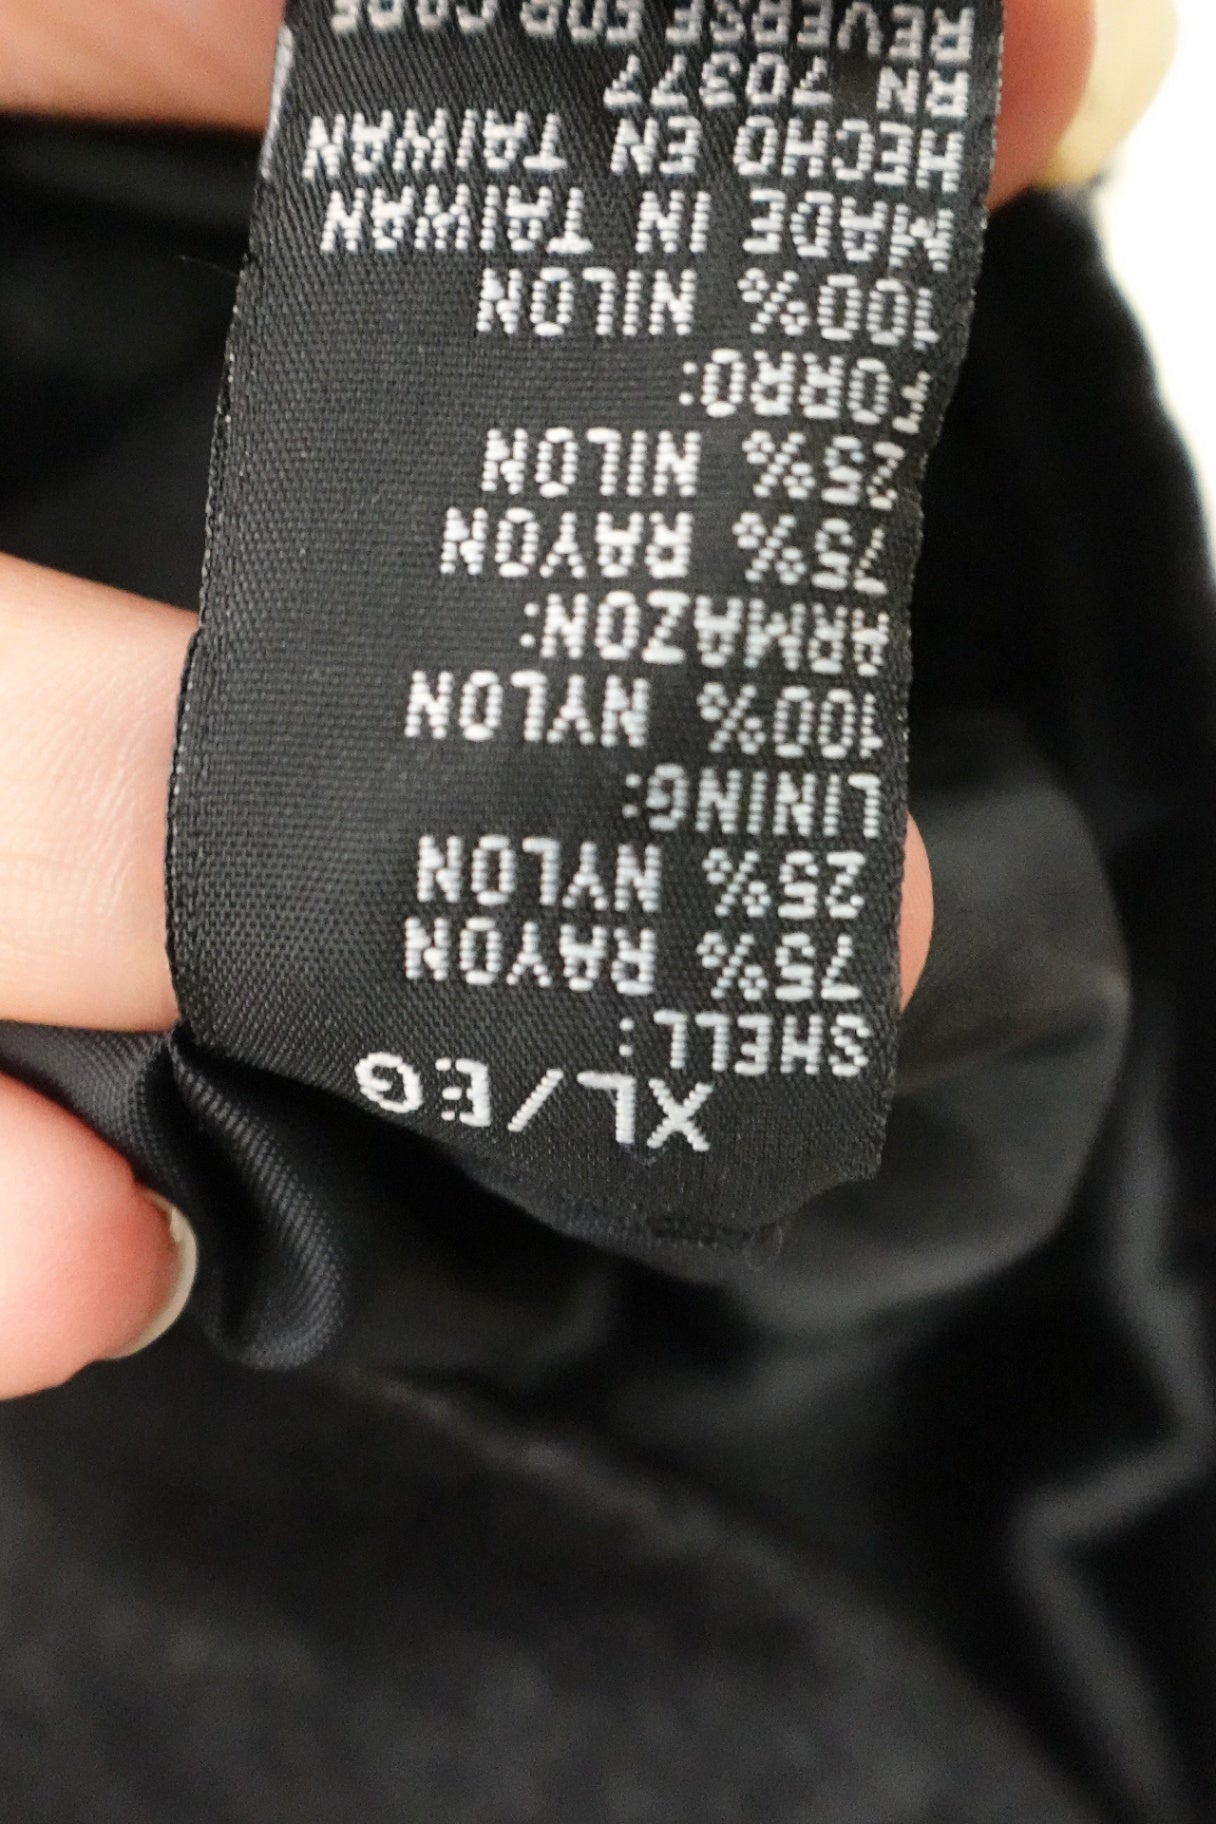 XL/EG
SHELL:
75% RAYON
25% NYLON
LINING:
100% NYLON
ARMAZON:
75% RAYON
25% NILON
FORRO:
100% NILON
MADE IN TAIWAN
HECHO EN TAIWAN
RN 70377
REVERSE FOR CARE